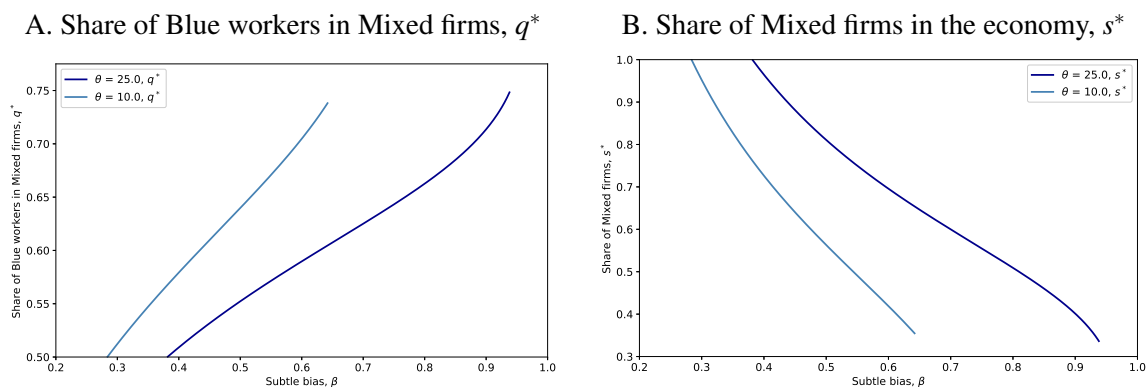 A. Share of Blue workers in Mixed firms, q*
θ = 25.0, q*
θ = 10.0, q*
0.75
0.70
0.65
0.60
0.55
0.50
Share of Blue workers in Mixed firms, q*
0.2 0.3 0.4 0.5 0.6 0.7 0.8 0.9 1.0
Subtle bias, β
B. Share of Mixed firms in the economy, s*
θ = 25.0, s*
θ = 10.0, s*
1.0
0.9
0.8
0.7
0.6
0.5
0.4
0.3
Share of Mixed firms, s*
0.2 0.3 0.4 0.5 0.6 0.7 0.8 0.9 1.0
Subtle bias, β